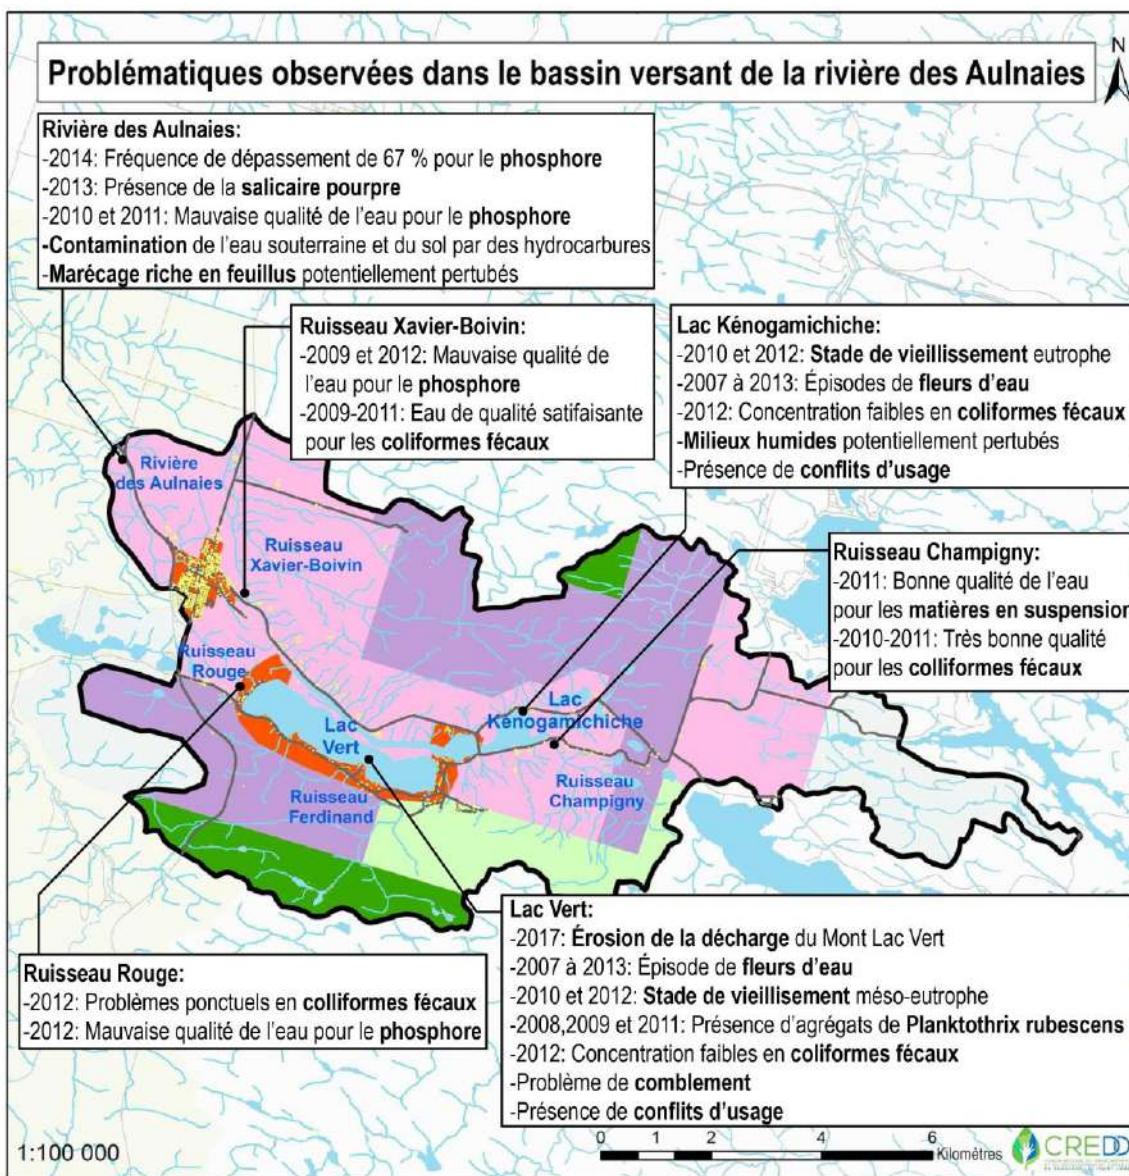 Problématiques observées dans le bassin versant de la rivière des Aulnaies
N
Rivière des Aulnaies:
-2014: Fréquence de dépassement de 67 % pour le phosphore
-2013: Présence de la salicaire pourpre
-2010 et 2011: Mauvaise qualité de l'eau pour le phosphore
-Contamination de l'eau souterraine et du sol par des hydrocarbures
-Marécage riche en feuillus potentiellement pertubés
Ruisseau Xavier-Boivin:
-2009 et 2012: Mauvaise qualité de
l'eau pour le phosphore
-2009-2011: Eau de qualité satifaisante
pour les coliformes fécaux
Lac Kénogamichiche:
-2010 et 2012: Stade de vieillissement eutrophe
-2007 à 2013: Épisodes de fleurs d'eau
-2012: Concentration faibles en coliformes fécaux
-Milieux humides potentiellement pertubés
-Présence de conflits d'usage
Ruisseau Champigny:
-2011: Bonne qualité de l'eau
pour les matières en suspension
-2010-2011: Très bonne qualité
pour les colliformes fécaux
Rivière
des Aulnaies
Ruisseau
Xavier-Boivin
Ruisseau
Rouge
Lac
Vert
Lac
Kénogamichiche
Ruisseau
Ferdinand
Ruisseau
Champigny
Ruisseau Rouge:
-2012: Problèmes ponctuels en colliformes fécaux
-2012: Mauvaise qualité de l'eau pour le phosphore
Lac Vert:
-2017: Érosion de la décharge du Mont Lac Vert
-2007 à 2013: Épisode de fleurs d'eau
-2010 et 2012: Stade de vieillisement méso-eutrophe
-2008,2009 et 2011: Présence d'agrégats de Planktothrix rubescens
-2012: Concentration faibles en coliformes fécaux
-Problème de comblement
-Présence de conflits d'usage
1:100 000
0 1 2 4 6
Kilomètres
CREDD